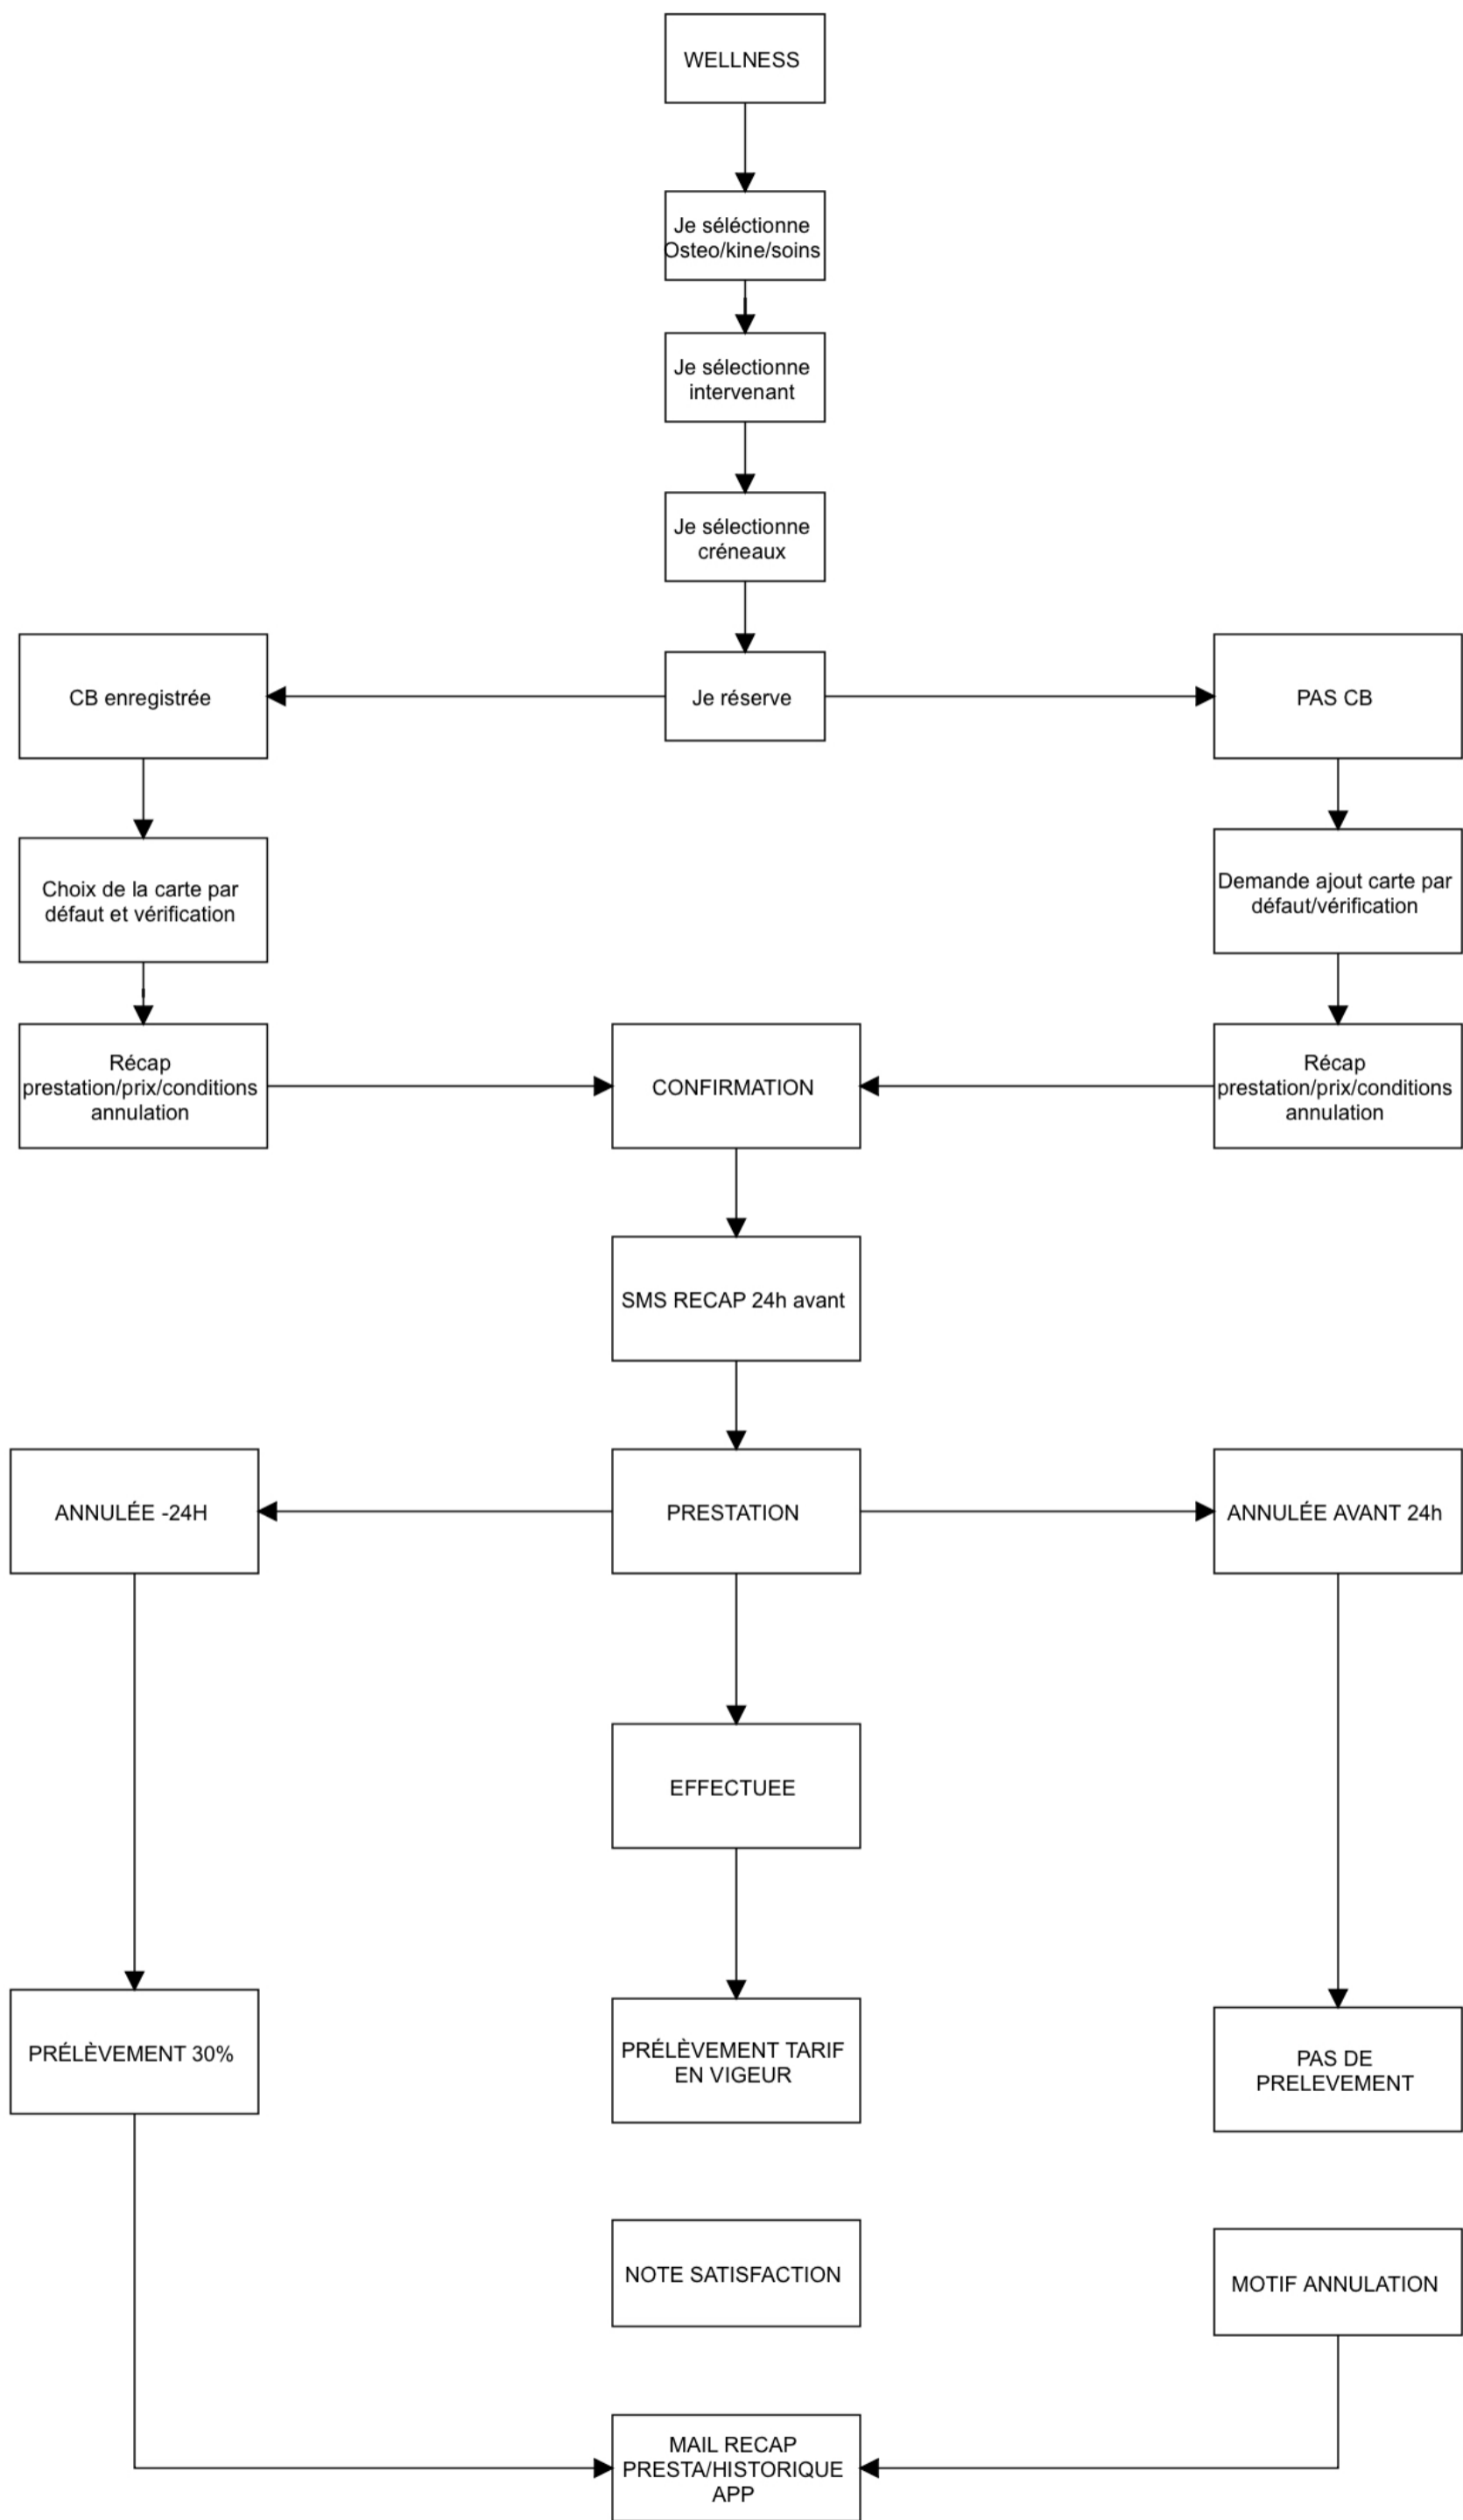 WELLNESS
Je séléctionne
Osteo/kine/soins
Je sélectionne
intervenant
Je sélectionne
créneaux
CB enregistrée
Je réserve
PAS CB
Choix de la carte par
défaut et vérification
Demande ajout carte par
défaut/vérification
Récap
prestation/prix/conditions
annulation
CONFIRMATION
Récap
prestation/prix/conditions
annulation
SMS RECAP 24h avant
ANNULÉE -24H
PRESTATION
ANNULÉE AVANT 24h
EFFECTUEE
PRÉLÈVEMENT 30%
PRÉLÈVEMENT TARIF
EN VIGEUR
PAS DE
PRELEVEMENT
NOTE SATISFACTION
MOTIF ANNULATION
MAIL RECAP
PRESTA/HISTORIQUE
APP